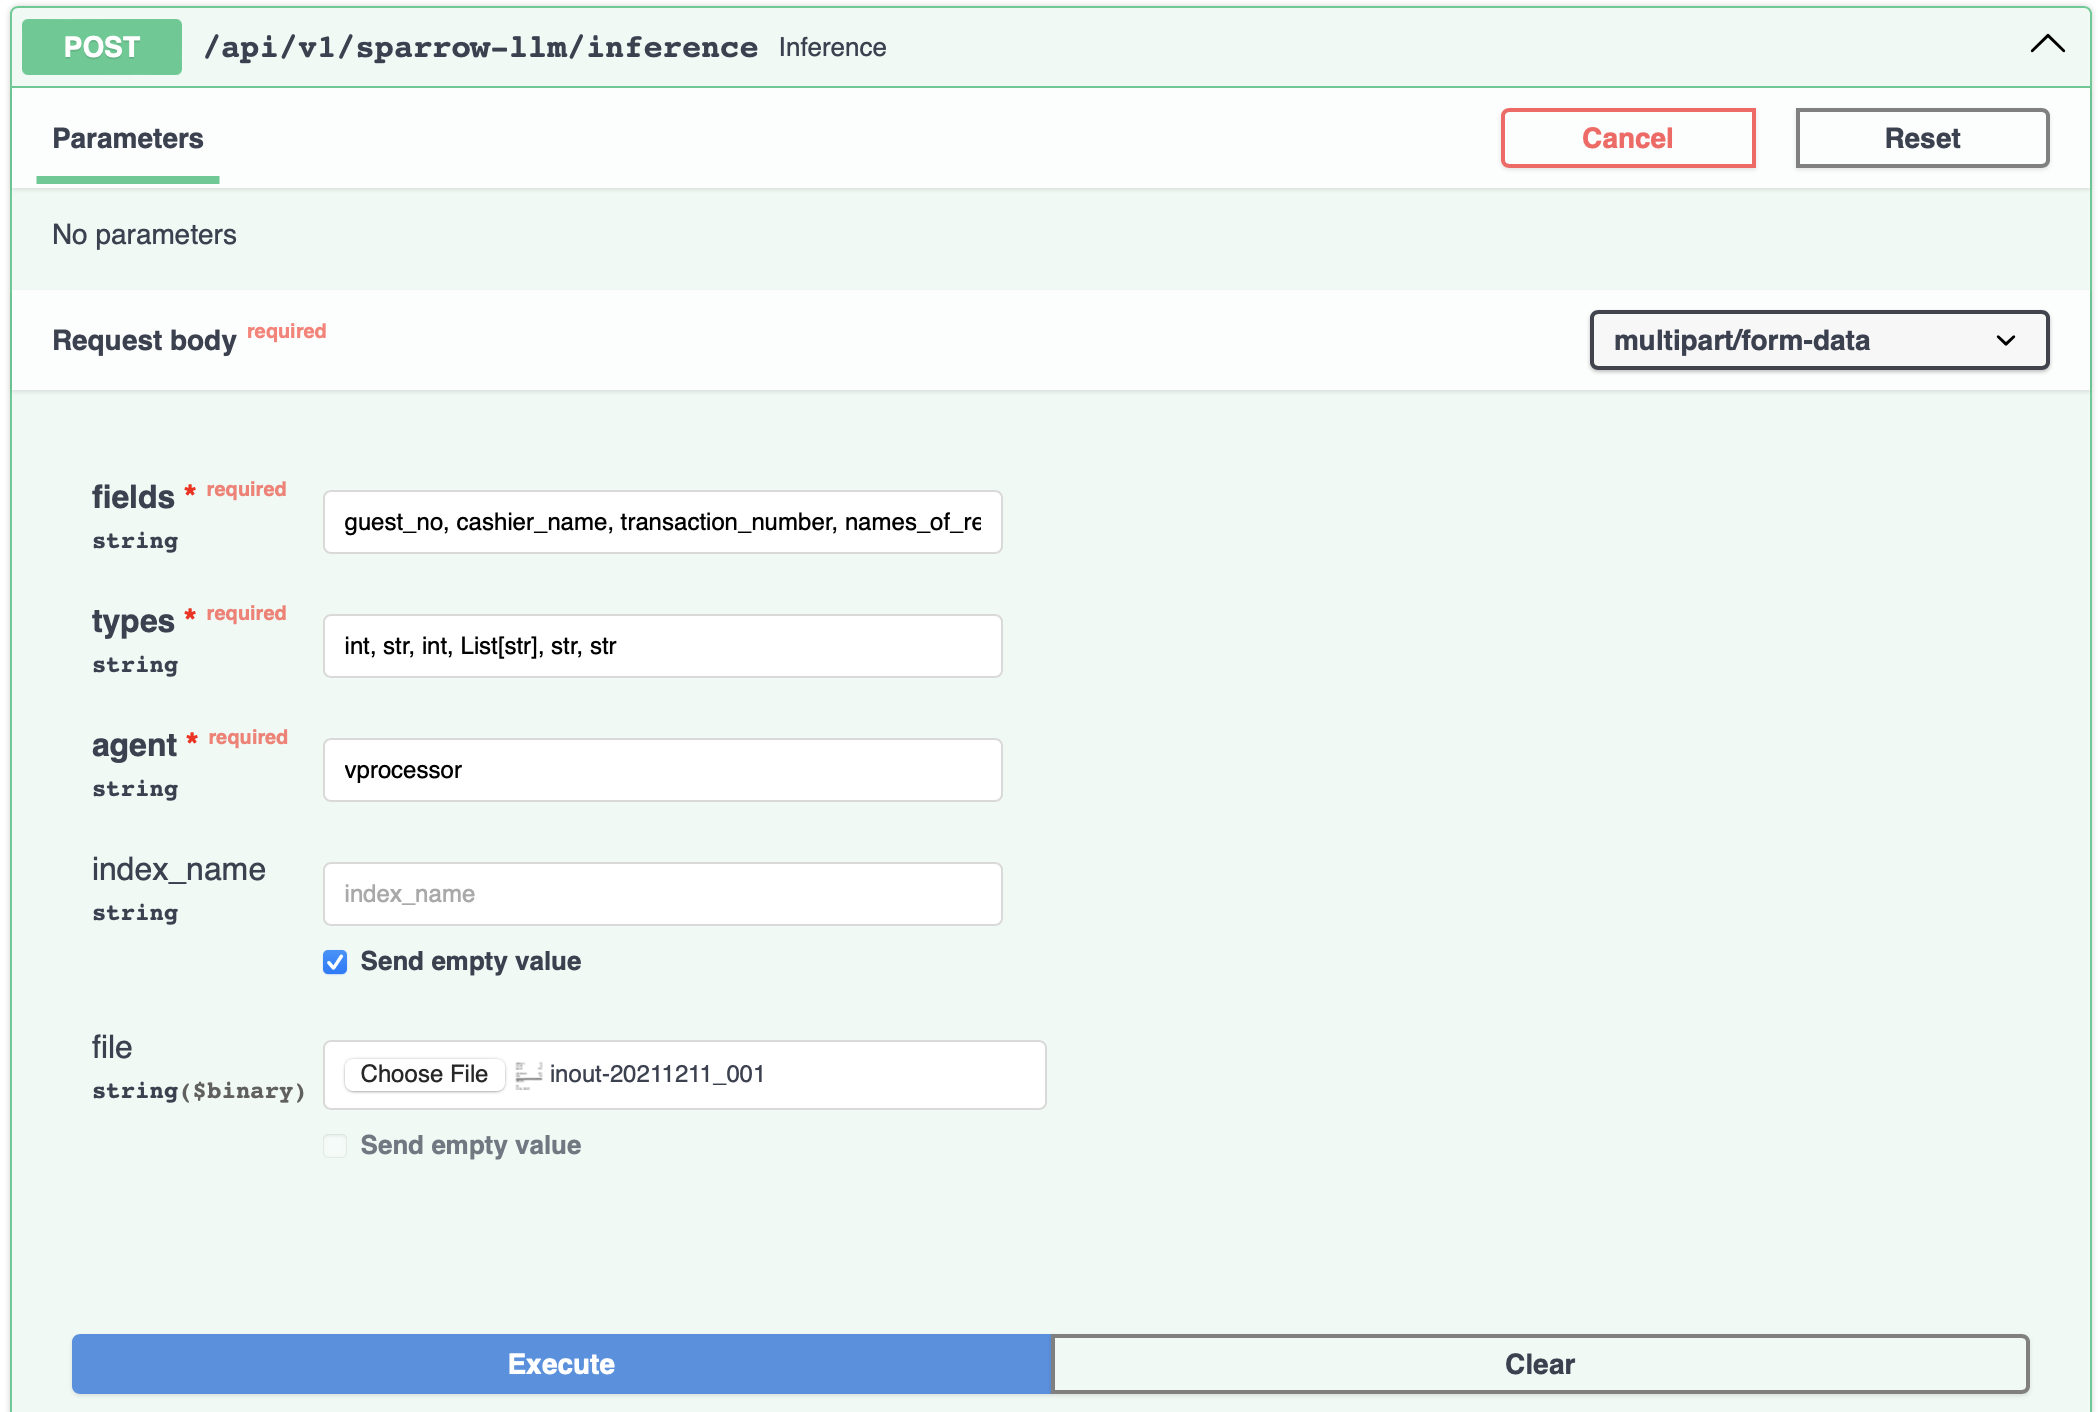 POST /api/v1/sparrow-llm/inference Inference
Parameters
Cancel
Reset
No parameters
Request body required
multipart/form-data
fields * required
string
guest_no, cashier_name, transaction_number, names_of_re
types * required
string
int, str, int, List[str], str, str
agent * required
string
vprocessor
index_name
string
index_name
Send empty value
file
string($binary)
Choose File inout-20211211_001
Send empty value
Execute
Clear